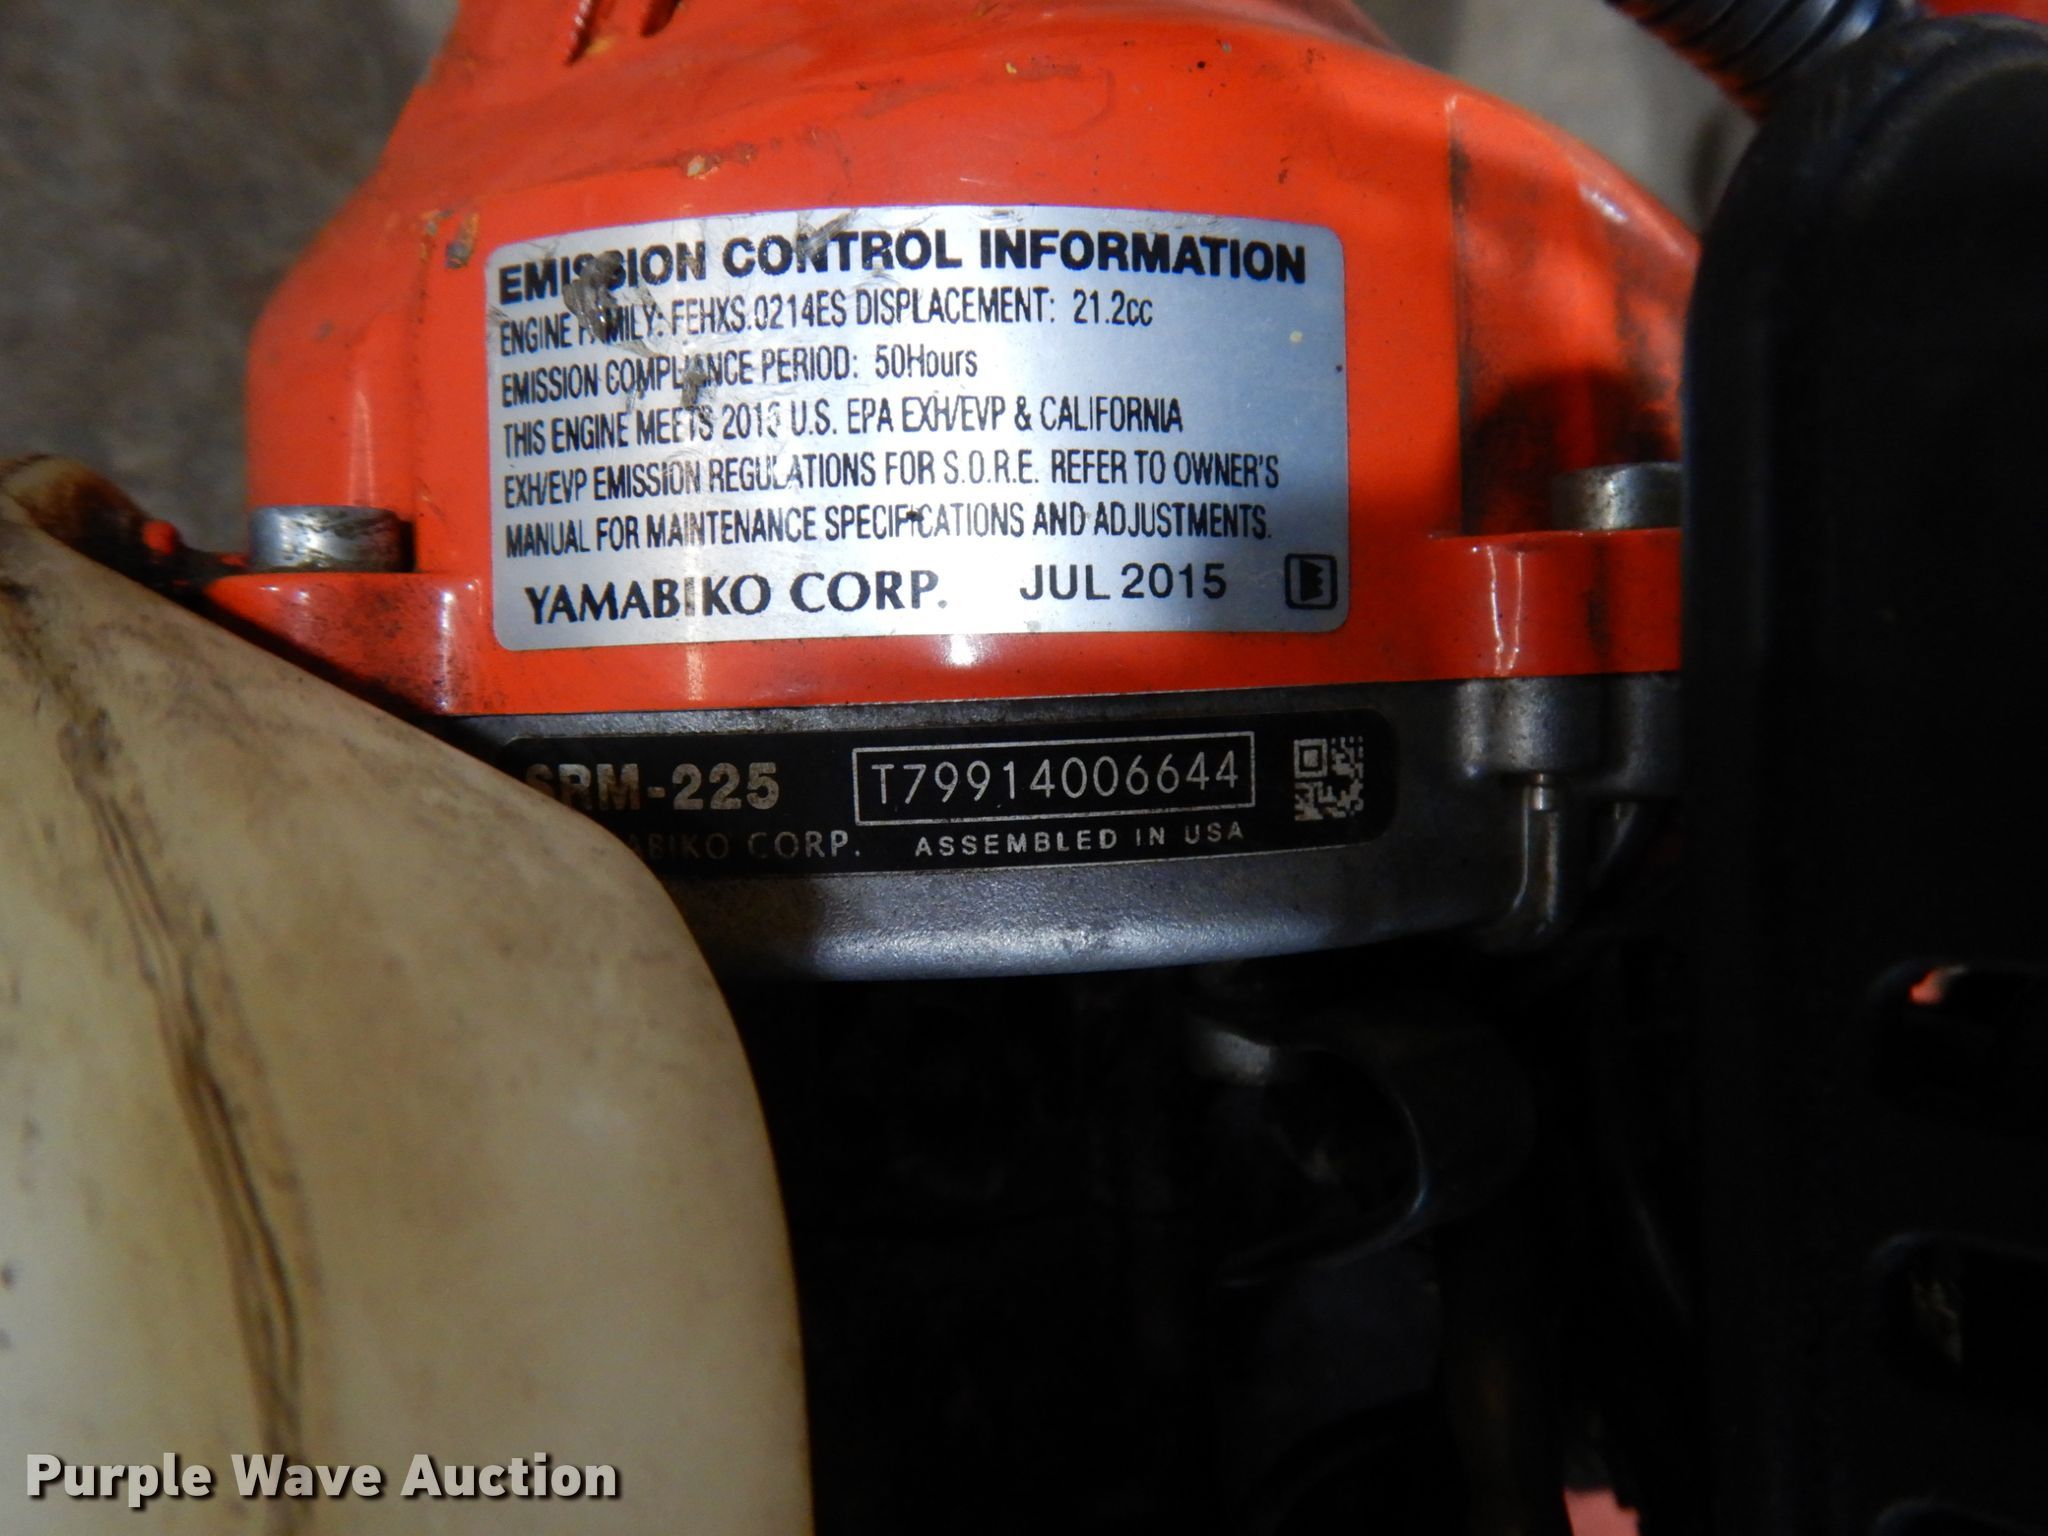 EMISSION CONTROL INFORMATION
ENGINE FAMILY: FEHXS.0214ES DISPLACEMENT: 21.2cc
EMISSION COMPLIANCE PERIOD: 50Hours
THIS ENGINE MEETS 2015 U.S. EPA EXH/EVP & CALIFORNIA
EXH/EVP EMISSION REGULATIONS FOR S.O.R.E. REFER TO OWNER'S
MANUAL FOR MAINTENANCE SPECIFICATIONS AND ADJUSTMENTS.
YAMABIKO CORP. JUL 2015
SRM-225 T79914006644
CORP. ASSEMBLED IN USA
Purple Wave Auction